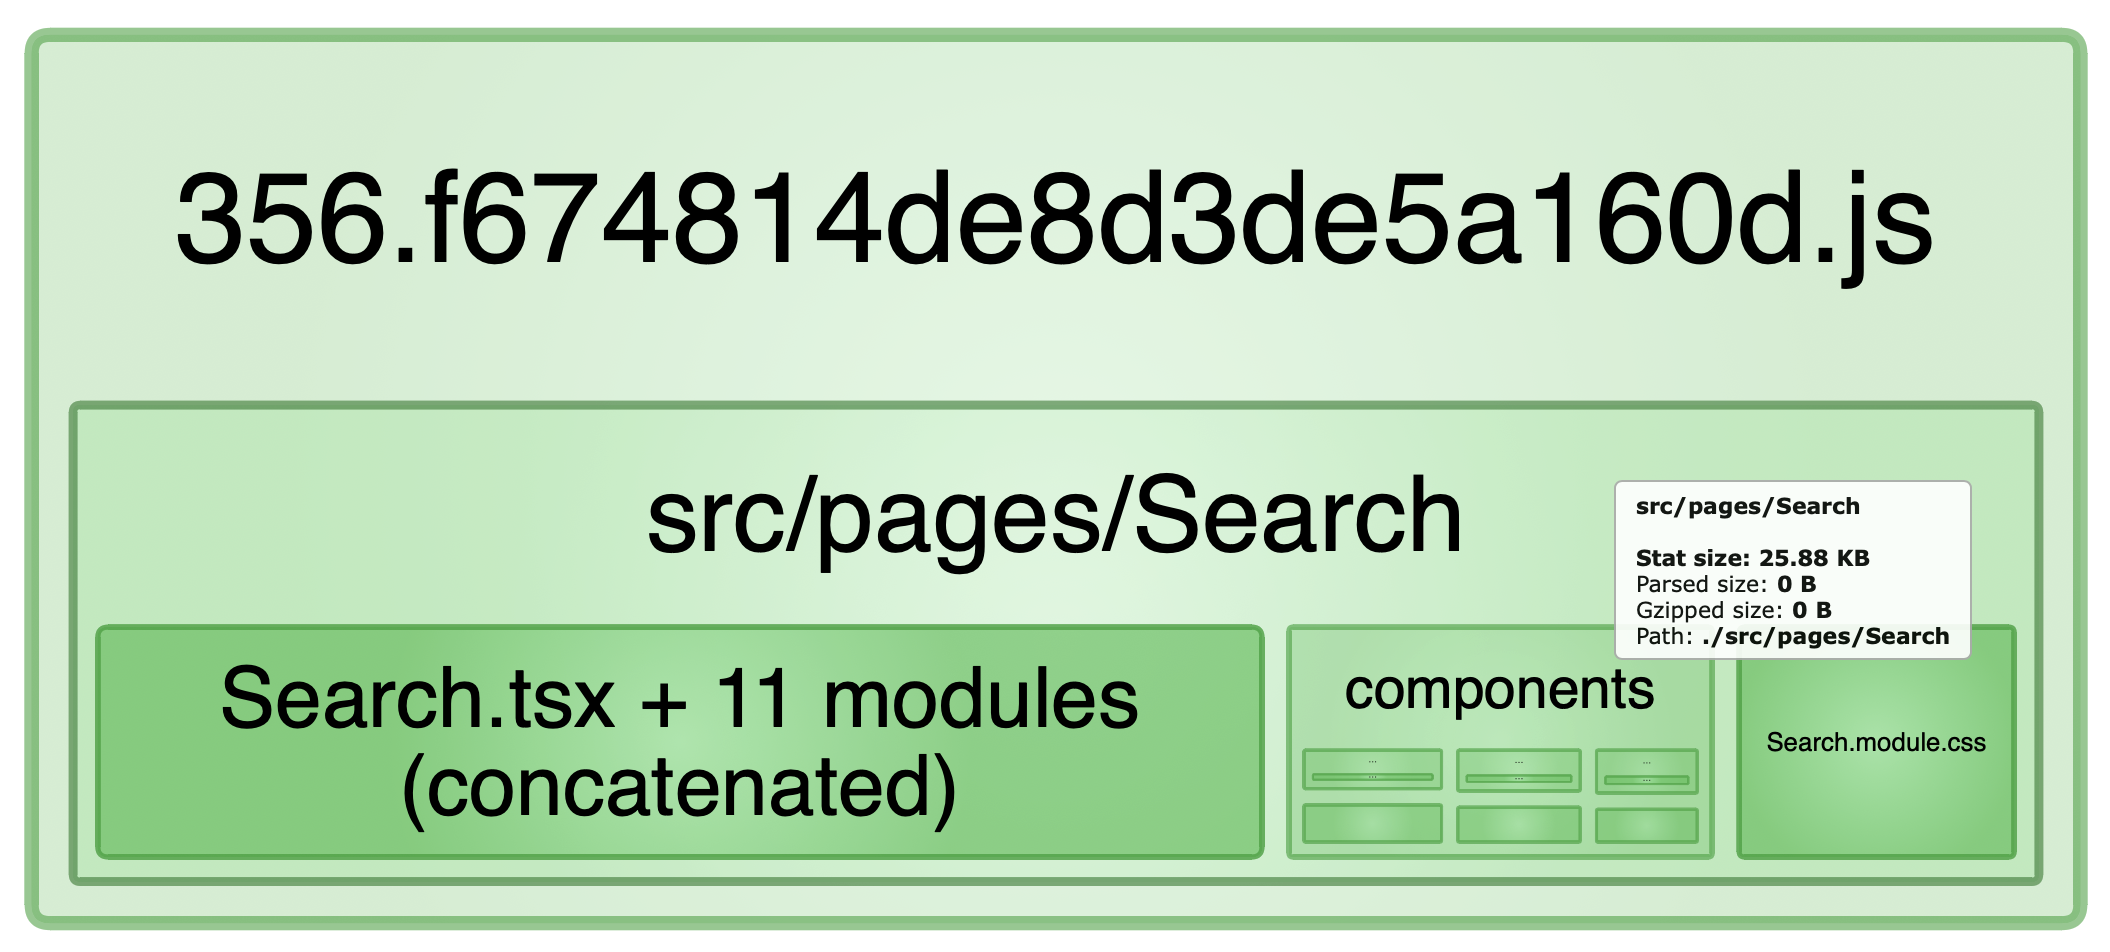 356.f674814de8d3de5a160d.js
src/pages/Search
src/pages/Search
Stat size: 25.88 KB
Parsed size: 0 B
Gzipped size: 0 B
Path: ./src/pages/Search
Search.tsx + 11 modules
(concatenated)
components
...
...
...
...
...
...
Search.module.css